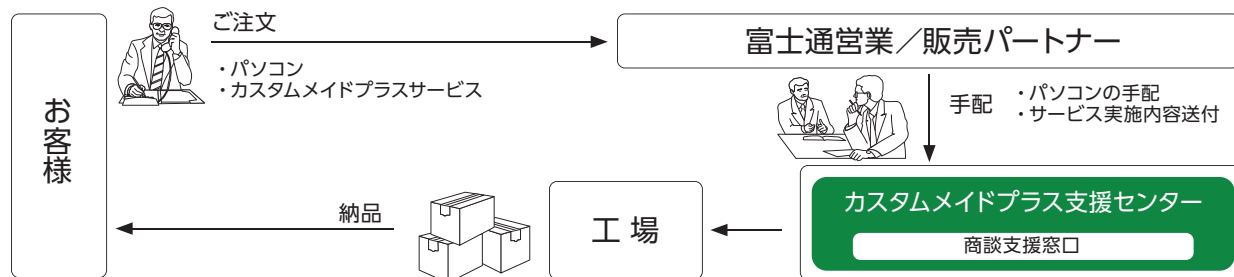 お客様
ご注文
・パソコン
・カスタムメイドプラスサービス
富士通営業／販売パートナー
手配
・パソコンの手配
・サービス実施内容送付
カスタムメイドプラス支援センター
商談支援窓口
工場
納品